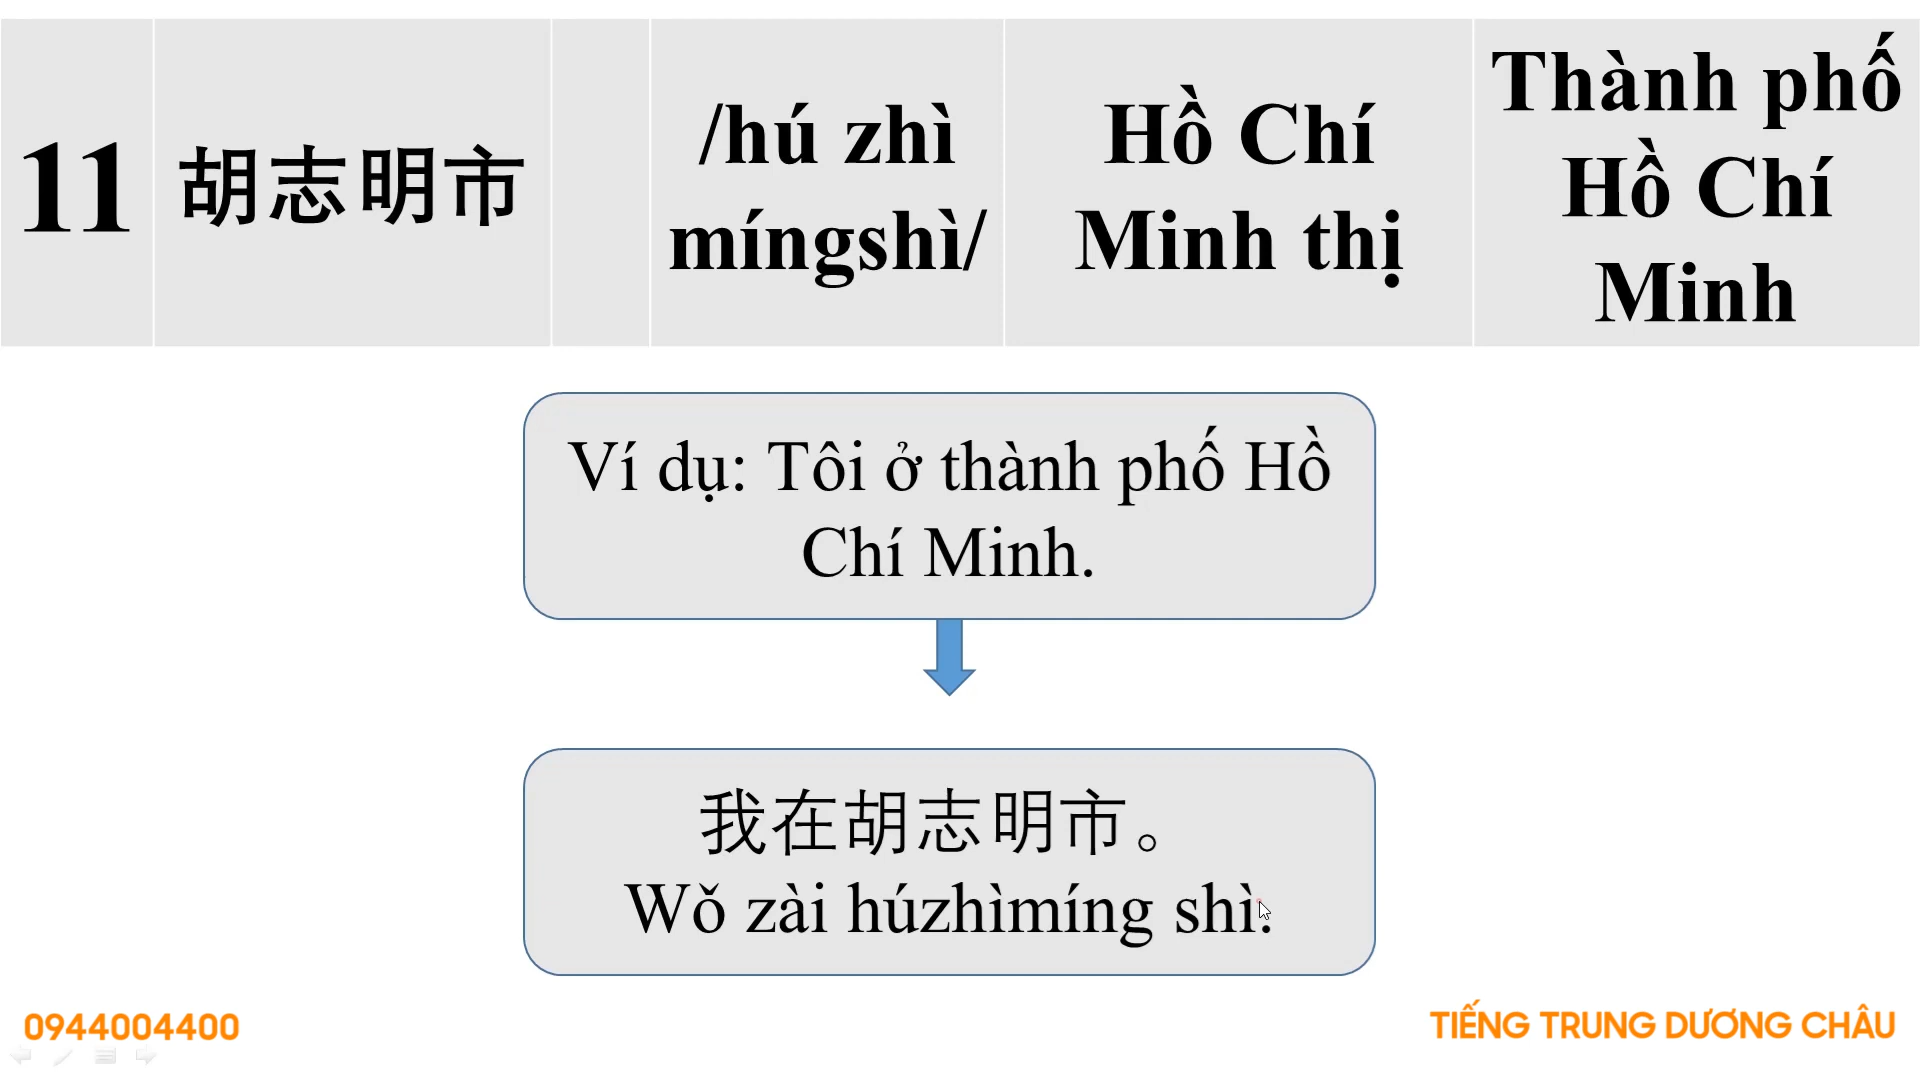 11
胡志明市
/hú zhì
míngshì/
Hồ Chí
Minh thị
Thành phố
Hồ Chí
Minh
Ví dụ: Tôi ở thành phố Hồ
Chí Minh.
我在胡志明市。
Wǒ zài húzhìmíng shì.
0944004400
TIẾNG TRUNG DƯƠNG CHÂU